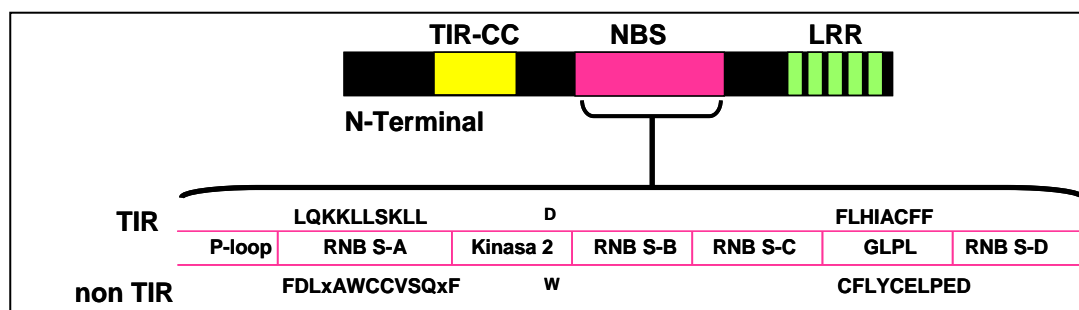 TIR-CC NBS LRR
N-Terminal
TIR LQKKLLSKLL D FLHIACFF
P-loop RNB S-A Kinasa 2 RNB S-B RNB S-C GLPL RNB S-D
non TIR FDLxAWCCVSQxF W CFLYCELPED